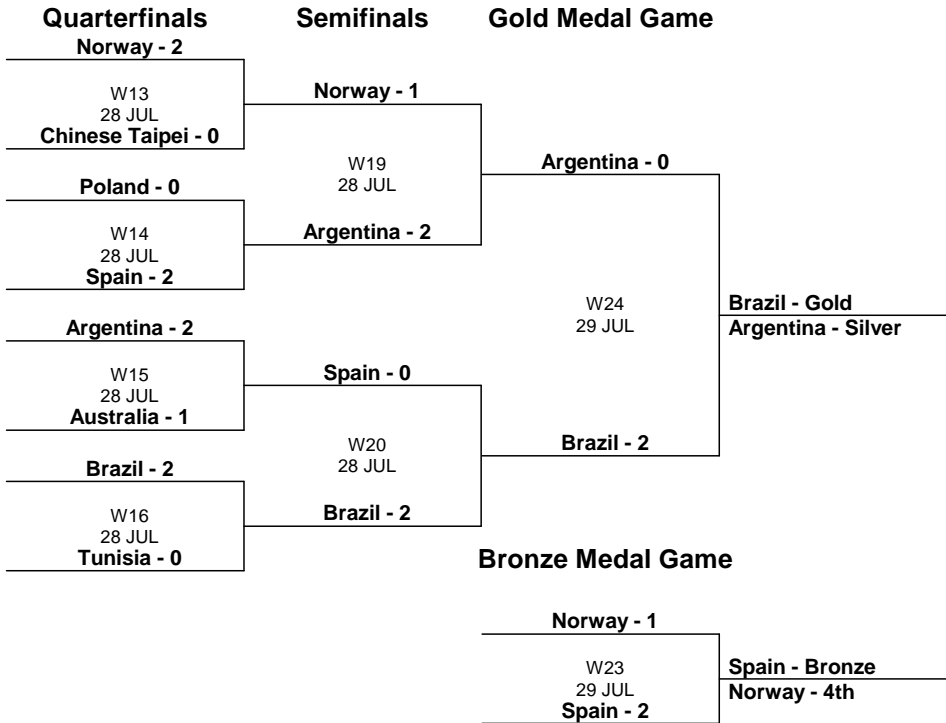 Quarterfinals
Semifinals
Gold Medal Game
Norway - 2
W13
28 JUL
Chinese Taipei - 0
Poland - 0
W14
28 JUL
Spain - 2
Argentina - 2
W15
28 JUL
Australia - 1
Brazil - 2
W16
28 JUL
Tunisia - 0
Norway - 1
W19
28 JUL
Argentina - 2
Spain - 0
W20
28 JUL
Brazil - 2
Argentina - 0
W24
29 JUL
Brazil - 2
Brazil - Gold
Argentina - Silver
Bronze Medal Game
Norway - 1
W23
29 JUL
Spain - 2
Spain - Bronze
Norway - 4th